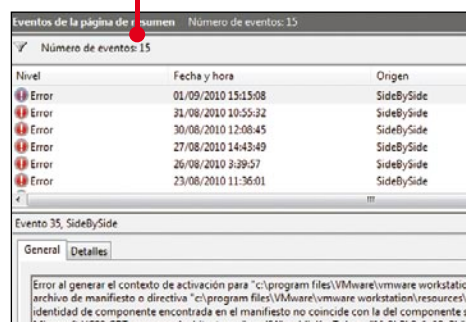 Eventos de la página de resumen Número de eventos: 15
Número de eventos: 15
Nivel Fecha y hora Origen
Error 01/09/2010 15:15:08 SideBySide
Error 31/08/2010 10:55:32 SideBySide
Error 30/08/2010 12:08:45 SideBySide
Error 27/08/2010 14:43:49 SideBySide
Error 26/08/2010 3:39:57 SideBySide
Error 23/08/2010 11:36:01 SideBySide
Evento 35, SideBySide
General Detalles
Error al generar el contexto de activación para "c:\program files\VMware\vmware workstatio
archivo de manifiesto o directiva "c:\program files\VMware\vmware workstation\resources\
identidad de componente encontrada en el manifiesto no coincide con la del componente s